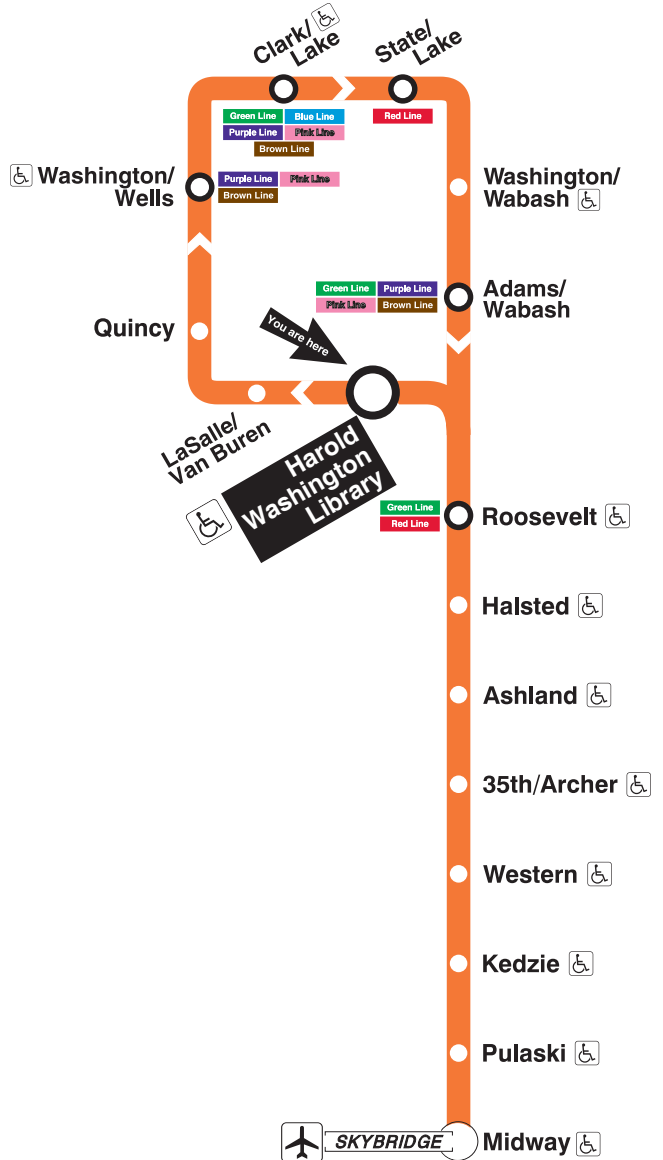 Clark/
Lake
State/
Lake
Green Line
Blue Line
Purple Line
Pink Line
Brown Line
Red Line
Washington/
Wells
Purple Line
Pink Line
Brown Line
Washington/
Wabash
Green Line
Purple Line
Pink Line
Brown Line
Adams/
Wabash
Quincy
You are here
LaSalle/
Van Buren
Harold
Washington
Library
Green Line
Red Line
Roosevelt
Halsted
Ashland
35th/Archer
Western
Kedzie
Pulaski
SKYBRIDGE
Midway